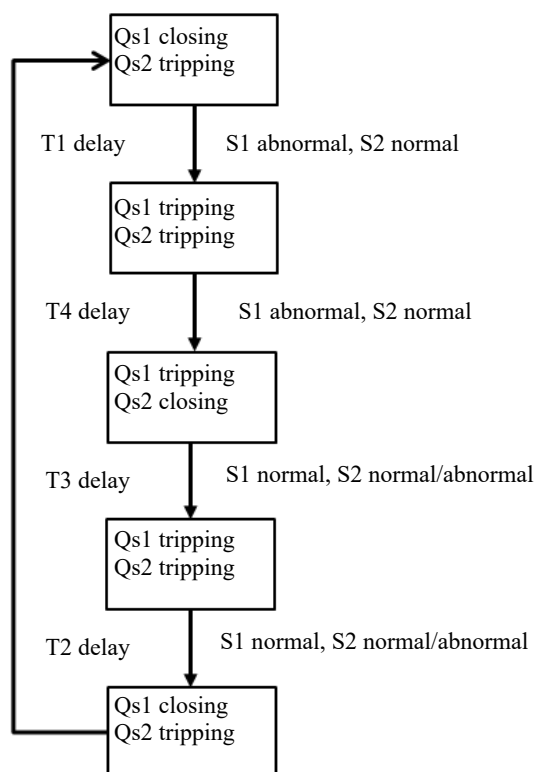 Qs1 closing
Qs2 tripping
T1 delay
S1 abnormal, S2 normal
Qs1 tripping
Qs2 tripping
T4 delay
S1 abnormal, S2 normal
Qs1 tripping
Qs2 closing
T3 delay
S1 normal, S2 normal/abnormal
Qs1 tripping
Qs2 tripping
T2 delay
S1 normal, S2 normal/abnormal
Qs1 closing
Qs2 tripping